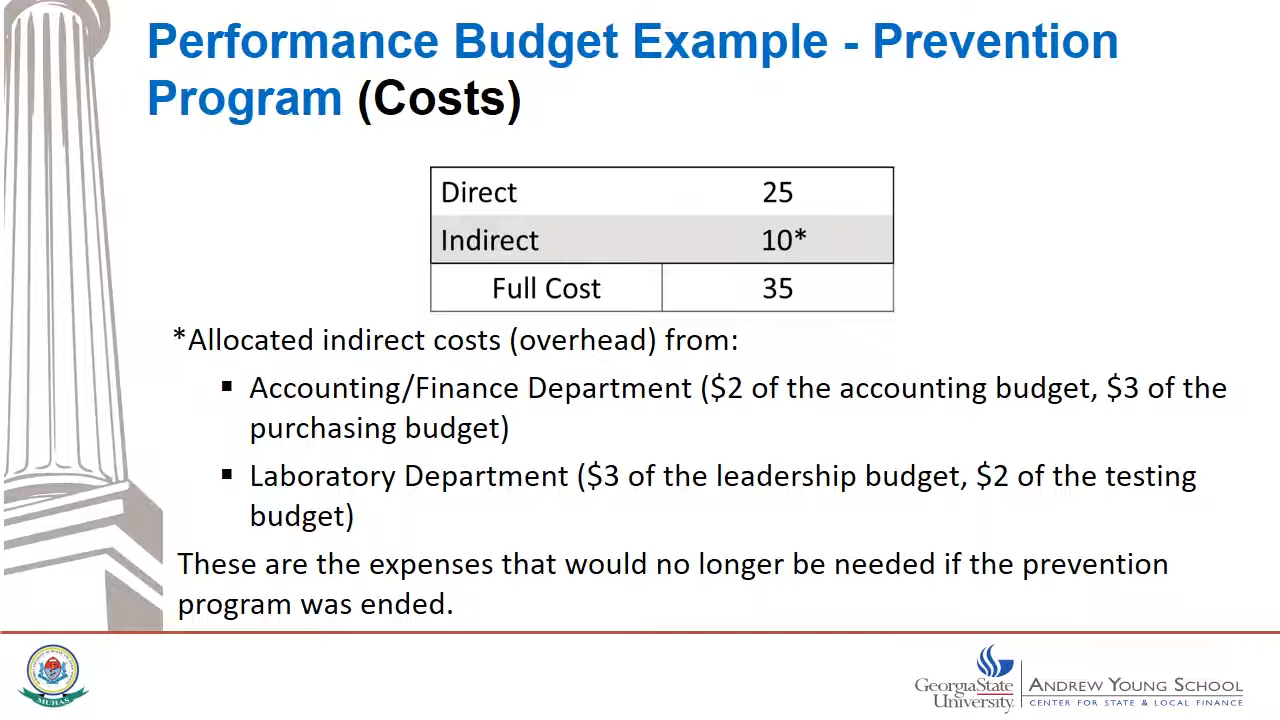 Performance Budget Example - Prevention
Program (Costs)
Direct 25
Indirect 10*
Full Cost 35
*Allocated indirect costs (overhead) from:
▪ Accounting/Finance Department ($2 of the accounting budget, $3 of the
purchasing budget)
▪ Laboratory Department ($3 of the leadership budget, $2 of the testing
budget)
These are the expenses that would no longer be needed if the prevention
program was ended.
MUHAS
GeorgiaState
University
ANDREW YOUNG SCHOOL
CENTER FOR STATE & LOCAL FINANCE